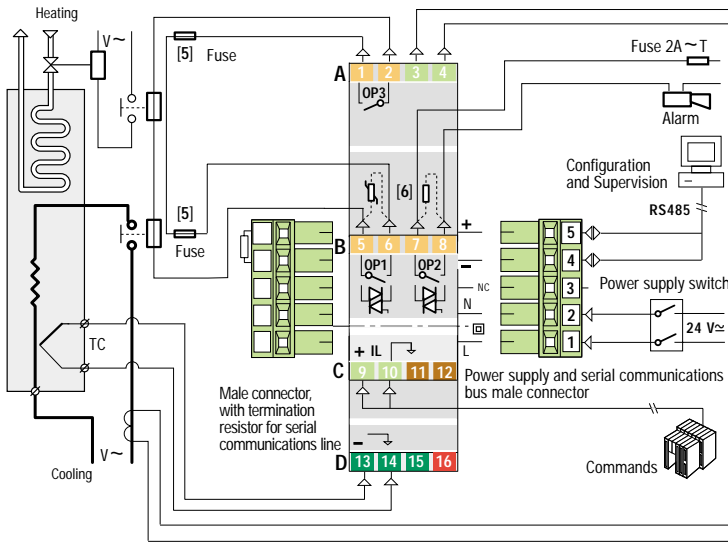 Heating
V~
[5] Fuse
A 1 2 3 4
OP3
Fuse 2A ~ T
Alarm
Configuration
and Supervision
RS485
[6]
[5]
Fuse
B 5 6 7 8
+
-
OP1 OP2
NC
N
L
5
4
3
2
1
Power supply switch
24 V≃
TC
+ IL
C 9 10 11 12
Power supply and serial communications
bus male connector
Male connector,
with termination
resistor for serial
communications line
-
D 13 14 15 16
Commands
V~
Cooling